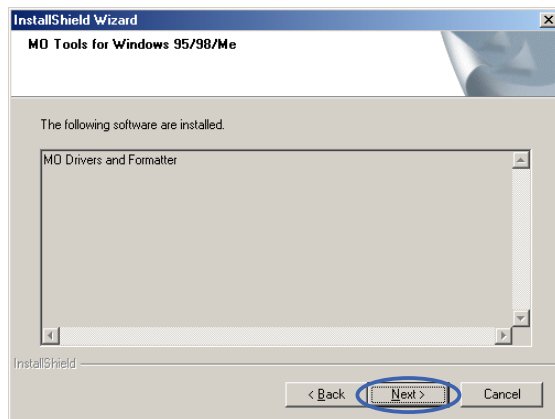 InstallShield Wizard
MO Tools for Windows 95/98/Me
The following software are installed.
MO Drivers and Formatter
InstallShield
< Back
Next >
Cancel